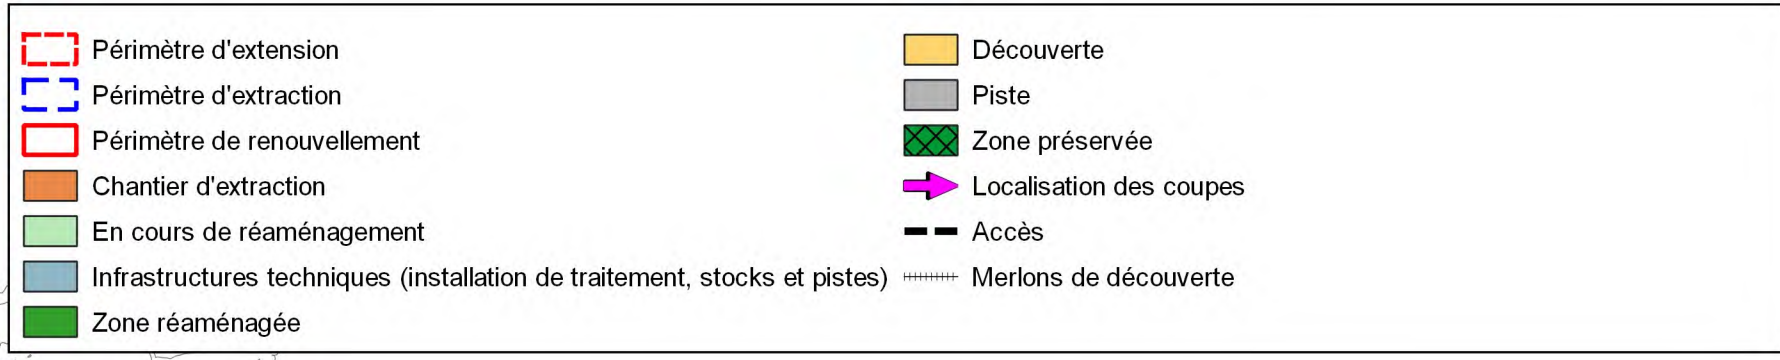 Périmètre d'extension
Périmètre d'extraction
Périmètre de renouvellement
Chantier d'extraction
En cours de réaménagement
Infrastructures techniques (installation de traitement, stocks et pistes)
Zone réaménagée
Découverte
Piste
Zone préservée
Localisation des coupes
Accès
Merlons de découverte